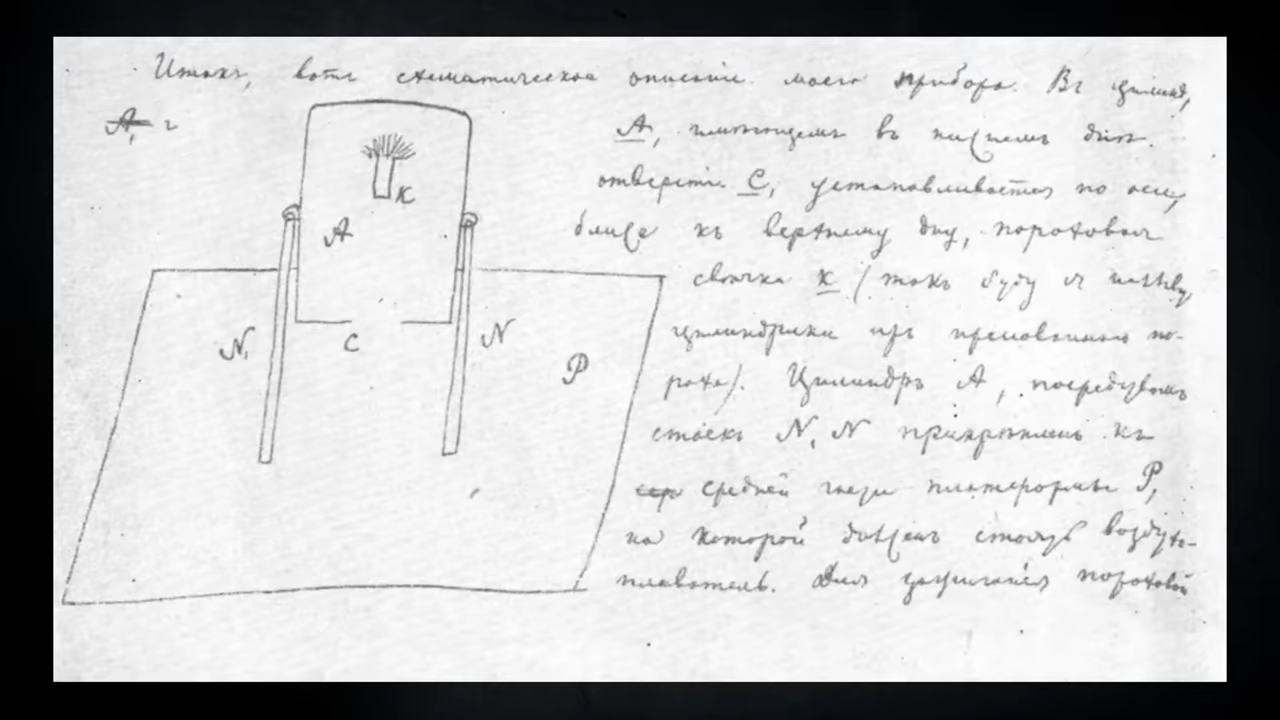 Итакъ, вотъ схематическое описаніе моего прибора. Въ цилинд,
А, г
А, имѣющемъ въ нижнемъ днѣ
отверстіе С, устанавливается по оси,
ближе къ верхнему дну, пороховая
свѣчка К (такъ буду я назыв.
цилиндрики изъ прессованнаго по-
роха). Цилиндръ А, посредствомъ
стоекъ N, N прикрѣпленъ къ
средней части платформы Р,
на которой долженъ стоять воздухо-
плаватель. Для зажиганія пороховой
К
А
N,
N
С
Р